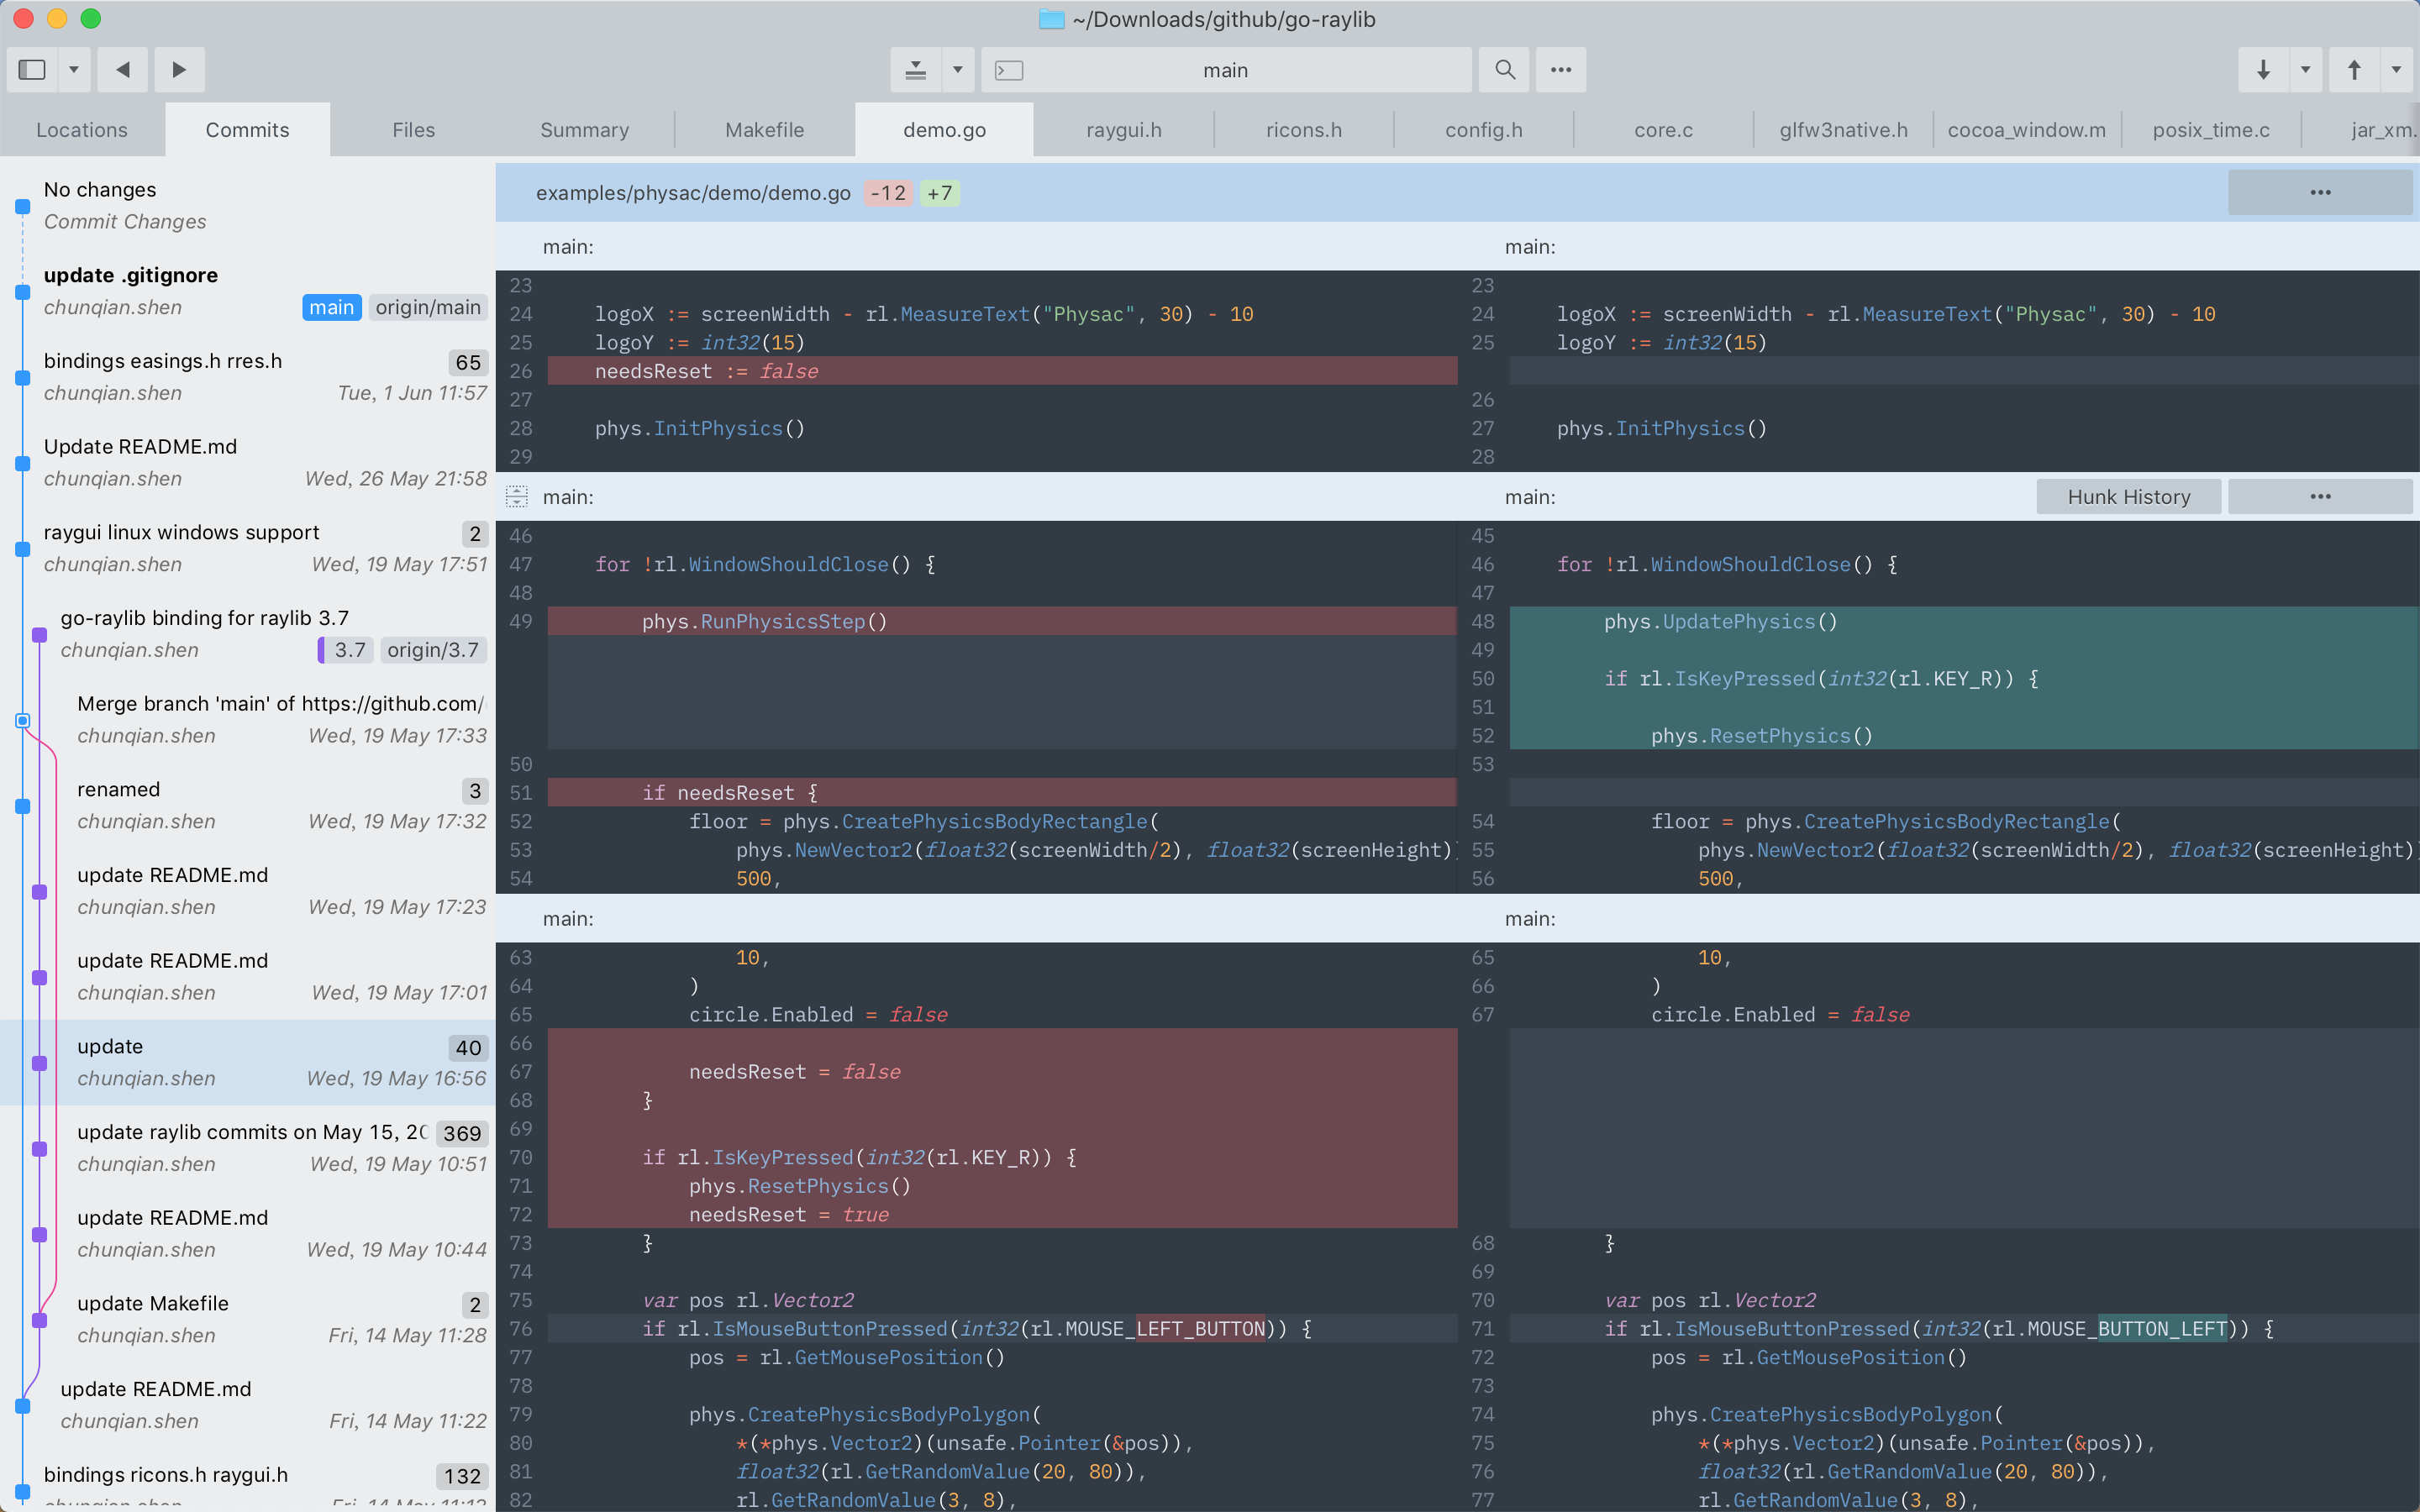 ~/Downloads/github/go-raylib
main
Locations Commits Files Summary Makefile demo.go raygui.h ricons.h config.h core.c glfw3native.h cocoa_window.m posix_time.c jar_xm.
No changes
Commit Changes
update .gitignore
chunqian.shen main origin/main
bindings easings.h rres.h 65
chunqian.shen Tue, 1 Jun 11:57
Update README.md
chunqian.shen Wed, 26 May 21:58
raygui linux windows support 2
chunqian.shen Wed, 19 May 17:51
go-raylib binding for raylib 3.7
chunqian.shen 3.7 origin/3.7
Merge branch 'main' of https://github.com/
chunqian.shen Wed, 19 May 17:33
renamed 3
chunqian.shen Wed, 19 May 17:32
update README.md
chunqian.shen Wed, 19 May 17:23
update README.md
chunqian.shen Wed, 19 May 17:01
update 40
chunqian.shen Wed, 19 May 16:56
update raylib commits on May 15, 20 369
chunqian.shen Wed, 19 May 10:51
update README.md
chunqian.shen Wed, 19 May 10:44
update Makefile 2
chunqian.shen Fri, 14 May 11:28
update README.md
chunqian.shen Fri, 14 May 11:22
bindings ricons.h raygui.h 132
examples/physac/demo/demo.go -12 +7
main:
23
24 logoX := screenWidth - rl.MeasureText("Physac", 30) - 10
25 logoY := int32(15)
26 needsReset := false
27
28 phys.InitPhysics()
29
main:
46
47 for !rl.WindowShouldClose() {
48
49 phys.RunPhysicsStep()
50
51 if needsReset {
52 floor = phys.CreatePhysicsBodyRectangle(
53 phys.NewVector2(float32(screenWidth/2), float32(screenHeight)
54 500,
main:
63 10,
64 )
65 circle.Enabled = false
66
67 needsReset = false
68 }
69
70 if rl.IsKeyPressed(int32(rl.KEY_R)) {
71 phys.ResetPhysics()
72 needsReset = true
73 }
74
75 var pos rl.Vector2
76 if rl.IsMouseButtonPressed(int32(rl.MOUSE_LEFT_BUTTON)) {
77 pos = rl.GetMousePosition()
78
79 phys.CreatePhysicsBodyPolygon(
80 *(*phys.Vector2)(unsafe.Pointer(&pos)),
81 float32(rl.GetRandomValue(20, 80)),
82 rl.GetRandomValue(3, 8),
main:
23
24 logoX := screenWidth - rl.MeasureText("Physac", 30) - 10
25 logoY := int32(15)
26
27 phys.InitPhysics()
28
main: Hunk History
45
46 for !rl.WindowShouldClose() {
47
48 phys.UpdatePhysics()
49
50 if rl.IsKeyPressed(int32(rl.KEY_R)) {
51
52 phys.ResetPhysics()
53
54 floor = phys.CreatePhysicsBodyRectangle(
55 phys.NewVector2(float32(screenWidth/2), float32(screenHeight)
56 500,
main:
65 10,
66 )
67 circle.Enabled = false
68 }
69
70 var pos rl.Vector2
71 if rl.IsMouseButtonPressed(int32(rl.MOUSE_BUTTON_LEFT)) {
72 pos = rl.GetMousePosition()
73
74 phys.CreatePhysicsBodyPolygon(
75 *(*phys.Vector2)(unsafe.Pointer(&pos)),
76 float32(rl.GetRandomValue(20, 80)),
77 rl.GetRandomValue(3, 8),